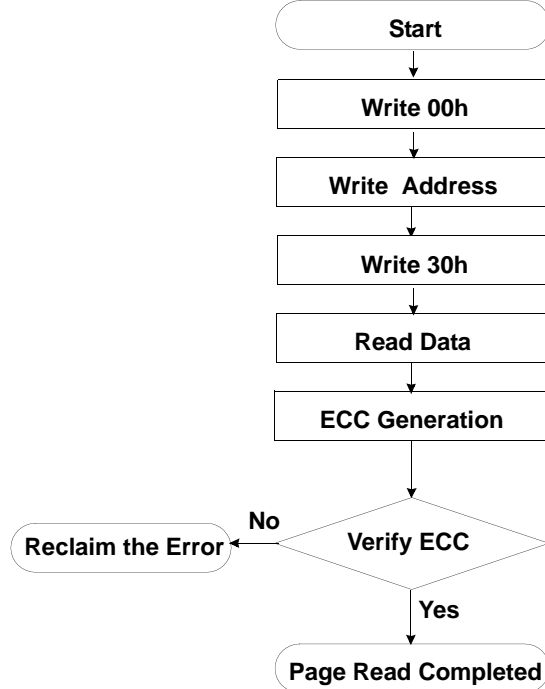 Start
Write 00h
Write Address
Write 30h
Read Data
ECC Generation
No
Reclaim the Error
Verify ECC
Yes
Page Read Completed